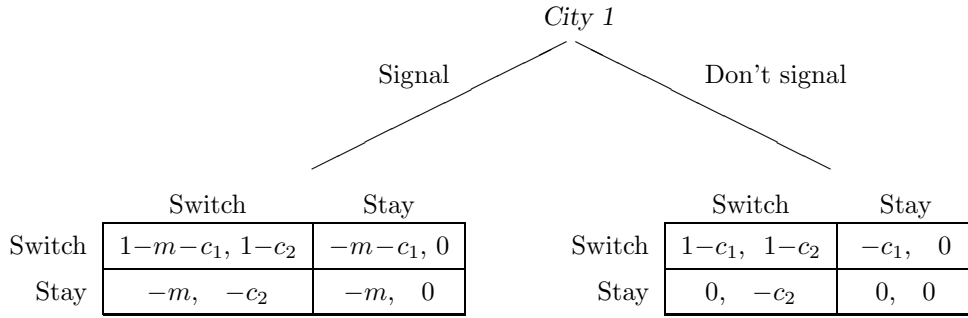 City 1
Signal Don't signal
Switch Stay Switch Stay
Switch 1−m−c₁, 1−c₂ −m−c₁, 0 Switch 1−c₁, 1−c₂ −c₁, 0
Stay −m, −c₂ −m, 0 Stay 0, −c₂ 0, 0